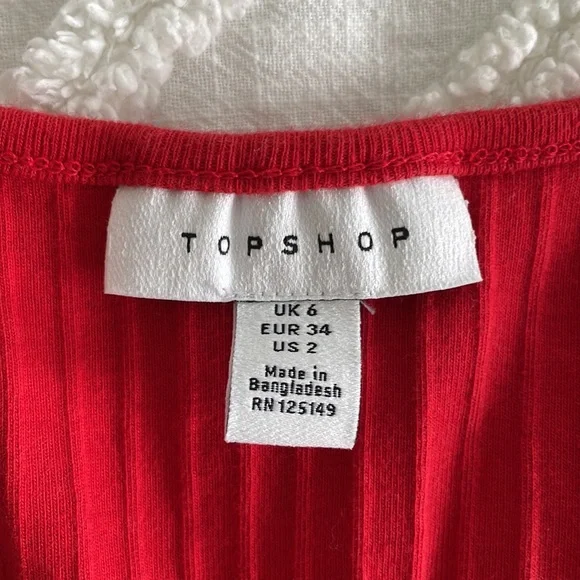 TOPSHOP
UK 6
EUR 34
US 2
Made in
Bangladesh
RN 125149